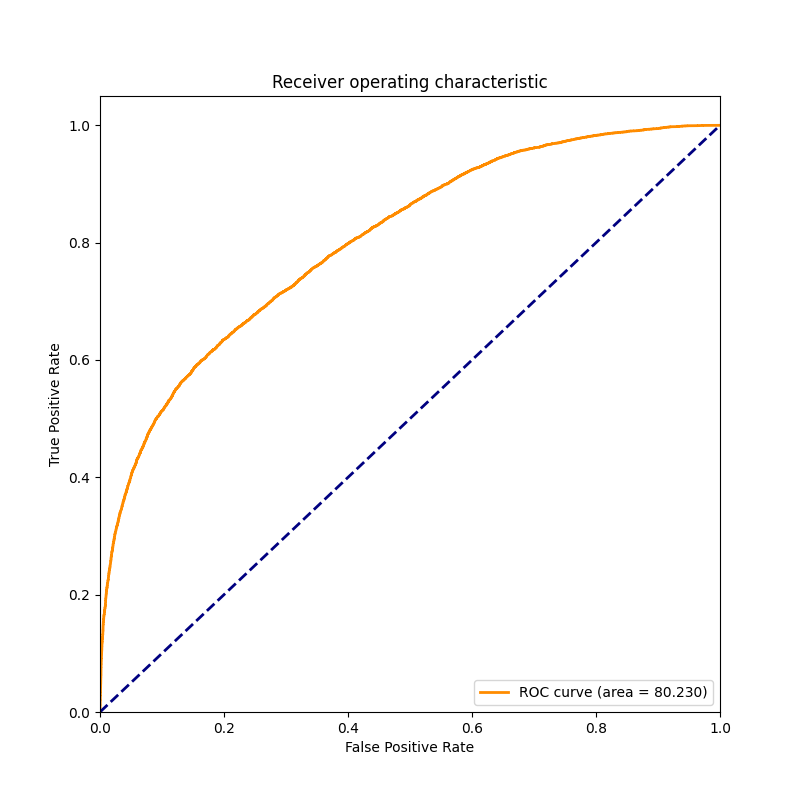 Receiver operating characteristic
1.0
0.8
0.6
0.4
0.2
0.0
True Positive Rate
ROC curve (area = 80.230)
0.0 0.2 0.4 0.6 0.8 1.0
False Positive Rate